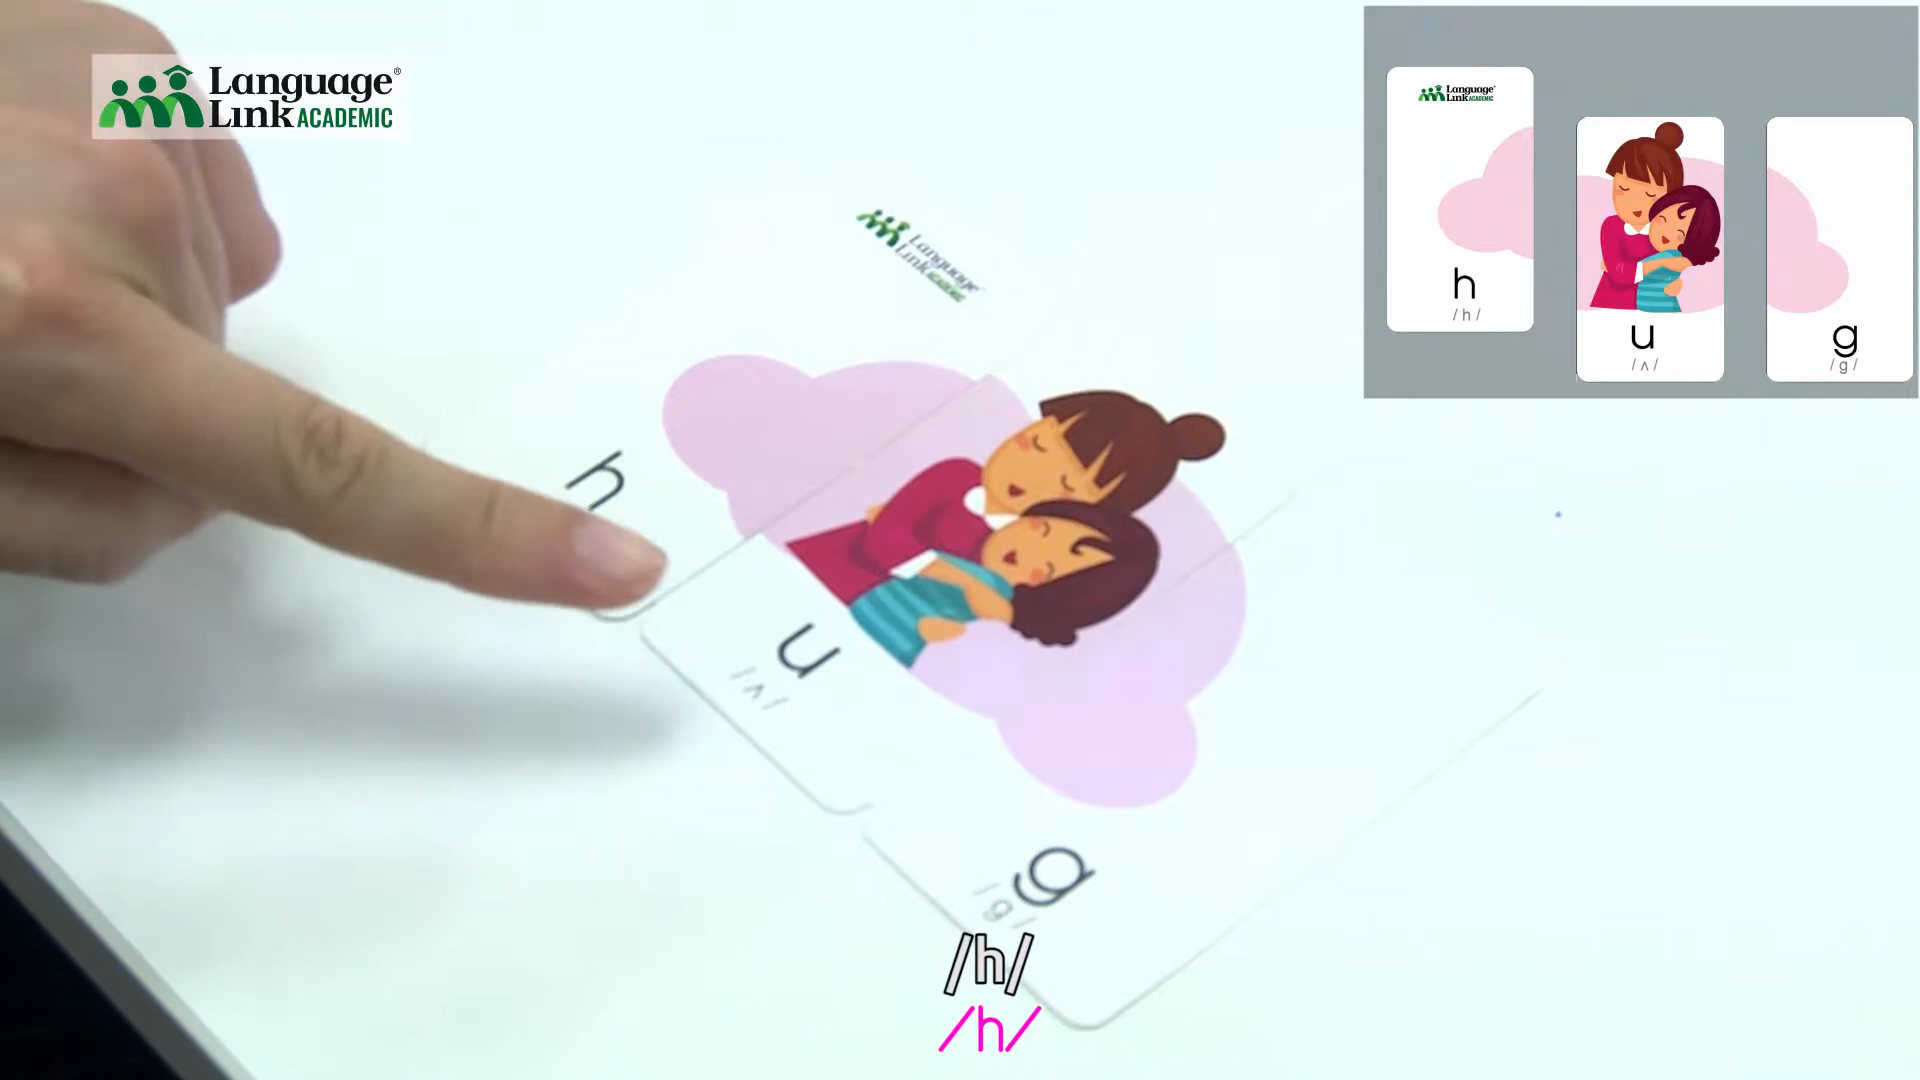 Language®
Link ACADEMIC
Language
Link ACADEMIC
h
/h/
u
/ʌ/
g
/g/
Language
Link ACADEMIC
h
u
/ʌ/
g
/g/
/h/
/h/